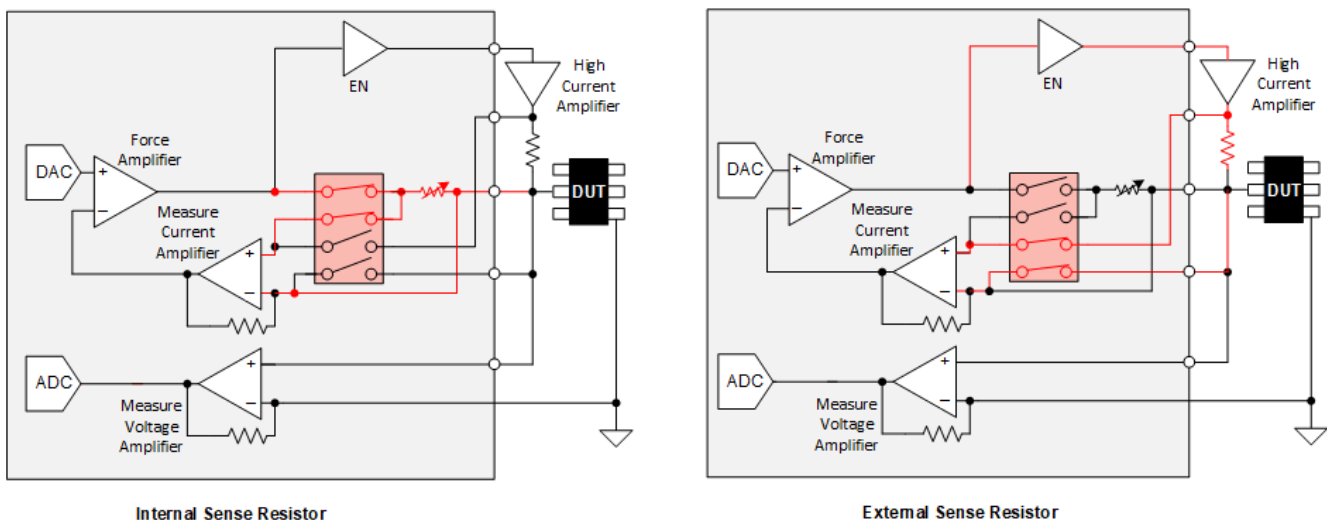 EN
High
Current
Amplifier
Force
Amplifier
DAC
+
−
DUT
Measure
Current
Amplifier
+
−
+
ADC
−
Measure
Voltage
Amplifier
Internal Sense Resistor
EN
High
Current
Amplifier
Force
Amplifier
DAC
+
−
DUT
Measure
Current
Amplifier
+
−
+
ADC
−
Measure
Voltage
Amplifier
External Sense Resistor